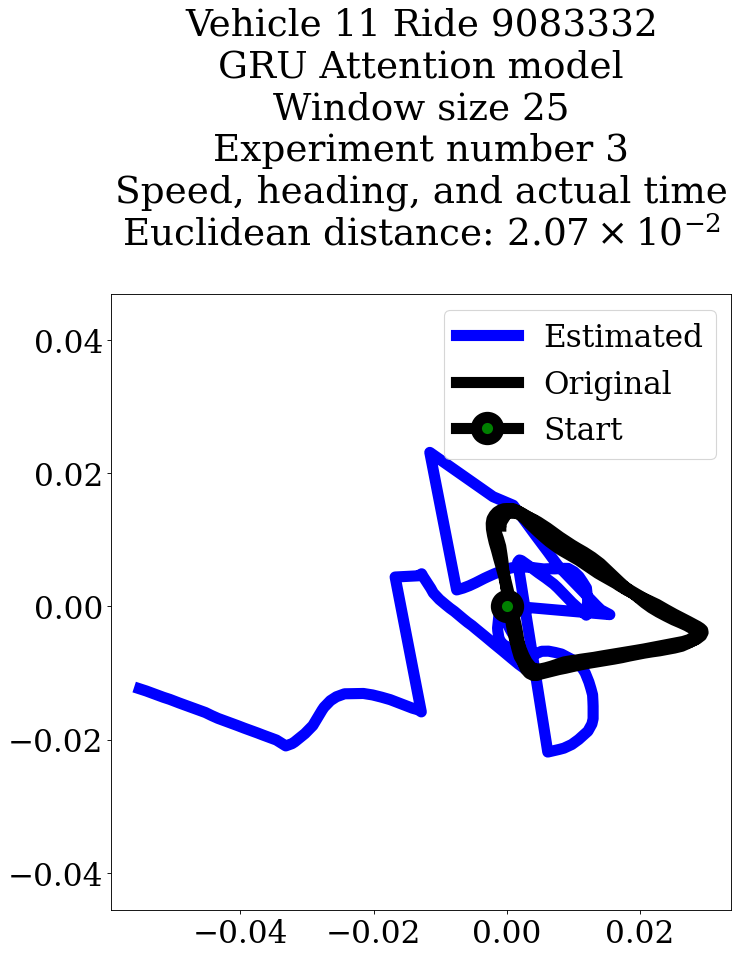 Vehicle 11 Ride 9083332
GRU Attention model
Window size 25
Experiment number 3
Speed, heading, and actual time
Euclidean distance: 2.07 × 10⁻²
Estimated
Original
Start
0.04
0.02
0.00
−0.02
−0.04
−0.04
−0.02
0.00
0.02